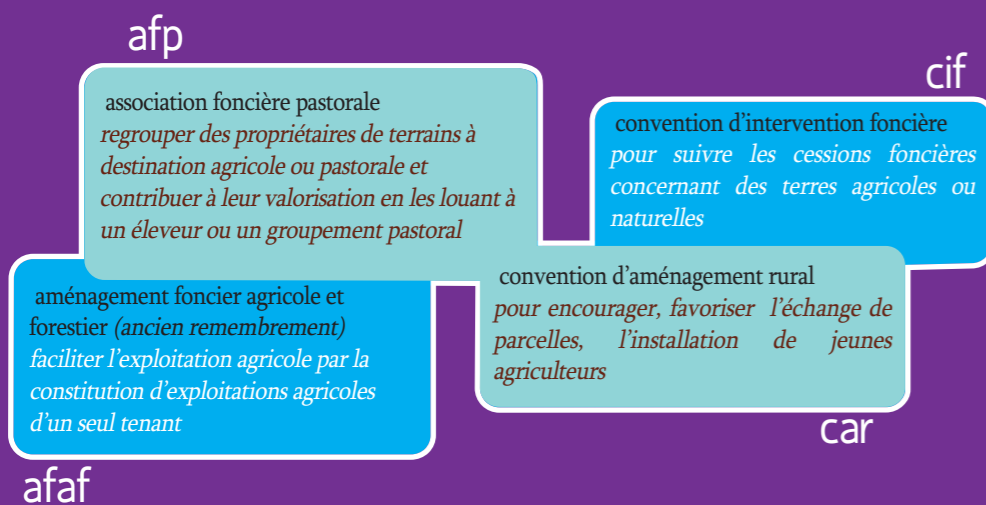 afp
association foncière pastorale
regrouper des propriétaires de terrains à
destination agricole ou pastorale et
contribuer à leur valorisation en les louant à
un éleveur ou un groupement pastoral
cif
convention d'intervention foncière
pour suivre les cessions foncières
concernant des terres agricoles ou
naturelles
aménagement foncier agricole et
forestier (ancien remembrement)
faciliter l'exploitation agricole par la
constitution d'exploitations agricoles
d'un seul tenant
afaf
convention d'aménagement rural
pour encourager, favoriser l'échange de
parcelles, l'installation de jeunes
agriculteurs
car